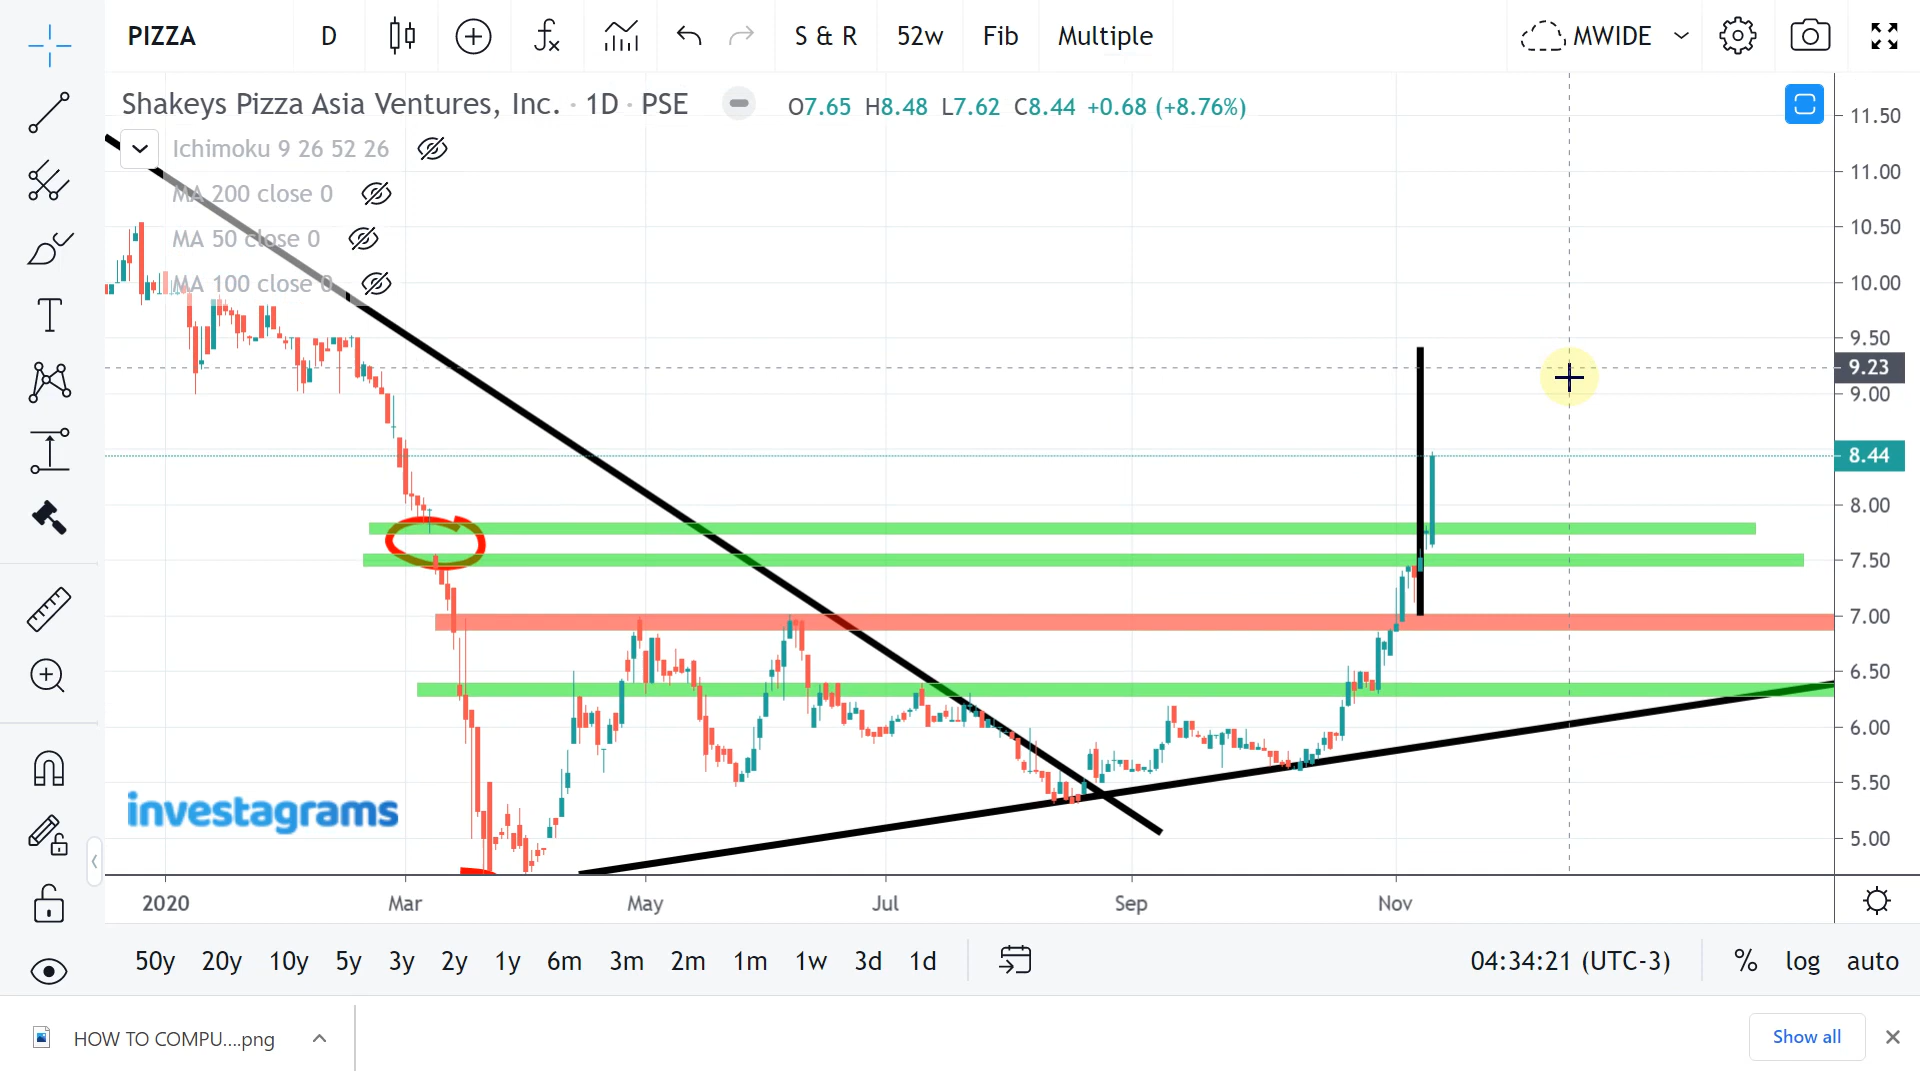 PIZZA D S & R 52w Fib Multiple MWIDE
Shakeys Pizza Asia Ventures, Inc. · 1D · PSE O7.65 H8.48 L7.62 C8.44 +0.68 (+8.76%)
Ichimoku 9 26 52 26
MA 200 close 0
MA 50 close 0
MA 100 close 0
11.50
11.00
10.50
10.00
9.50
9.23
9.00
8.44
8.00
7.50
7.00
6.50
6.00
5.50
5.00
investagrams
2020 Mar May Jul Sep Nov
50y 20y 10y 5y 3y 2y 1y 6m 3m 2m 1m 1w 3d 1d 04:34:21 (UTC-3) % log auto
HOW TO COMPU....png Show all